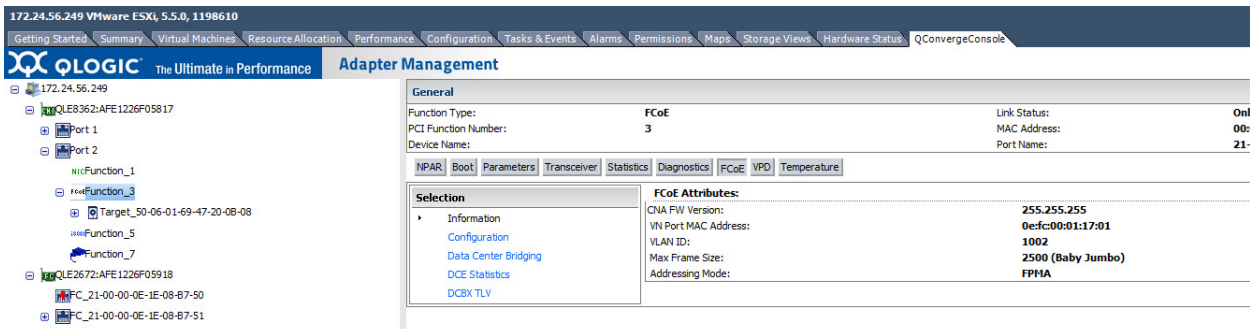 172.24.56.249 VMware ESXi, 5.5.0, 1198610
Getting Started Summary Virtual Machines Resource Allocation Performance Configuration Tasks & Events Alarms Permissions Maps Storage Views Hardware Status QConvergeConsole
QLOGIC The Ultimate in Performance Adapter Management
172.24.56.249
QLE8362:AFE1226F05817
Port 1
Port 2
NIC Function_1
FCoE Function_3
Target_50-06-01-69-47-20-0B-08
iSCSI Function_5
Function_7
QLE2672:AFE1226F05918
FC_21-00-00-0E-1E-08-B7-50
FC_21-00-00-0E-1E-08-B7-51
General
Function Type: FCoE Link Status: Onl
PCI Function Number: 3 MAC Address: 00:
Device Name: Port Name: 21-
NPAR Boot Parameters Transceiver Statistics Diagnostics FCoE VPD Temperature
Selection
Information
Configuration
Data Center Bridging
DCE Statistics
DCBX TLV
FCoE Attributes:
CNA FW Version: 255.255.255
VN Port MAC Address: 0e:fc:00:01:17:01
VLAN ID: 1002
Max Frame Size: 2500 (Baby Jumbo)
Addressing Mode: FPMA